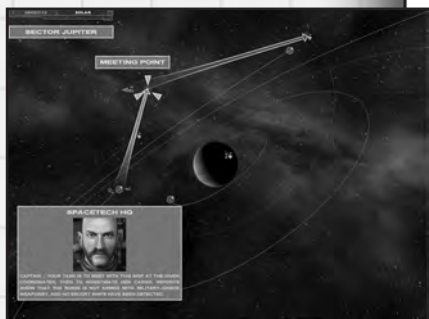 SOLAR
SECTOR JUPITER
MEETING POINT
SPACETECH HQ
CAPTAIN - YOUR TASK IS TO MEET WITH THIS SHIP AT THE GIVEN
COORDINATES, THEN TO INVESTIGATE HER CARGO. REPORTS
SHOW THAT THE BARGE IS NOT ARMED WITH MILITARY-GRADE
WEAPONRY, AND NO ESCORT SHIPS HAVE BEEN DETECTED